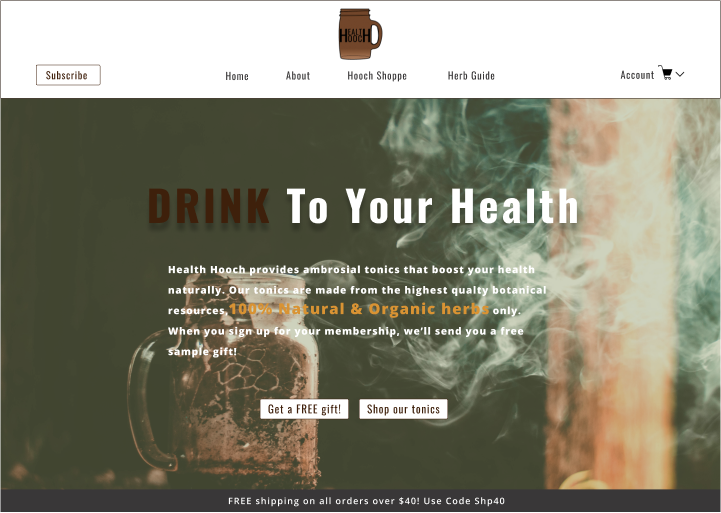 HEALTH
HOOCH
Subscribe
Home
About
Hooch Shoppe
Herb Guide
Account
DRINK To Your Health
Health Hooch provides ambrosial tonics that boost your health
naturally. Our tonics are made from the highest qualty botanical
resources,100% Natural & Organic herbs only.
When you sign up for your membership, we'll send you a free
sample gift!
Get a FREE gift!
Shop our tonics
FREE shipping on all orders over $40! Use Code Shp40